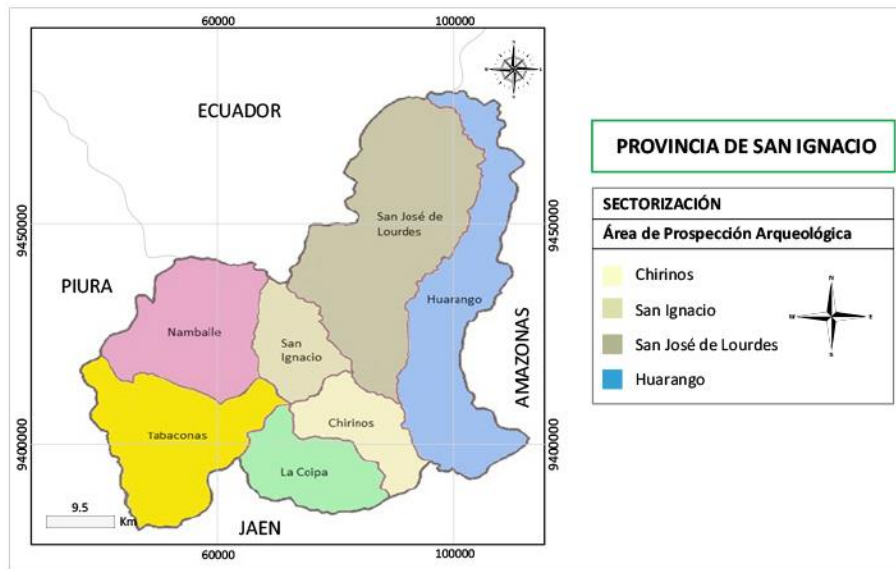 60000
100000
ECUADOR
9450000
9450000
San José de
Lourdes
PIURA
Huarango
Namballe
San
Ignacio
AMAZONAS
Tabaconas
Chirinos
9400000
9400000
La Coipa
9.5
Km
JAEN
60000
100000
PROVINCIA DE SAN IGNACIO
SECTORIZACIÓN
Área de Prospección Arqueológica
Chirinos
San Ignacio
San José de Lourdes
Huarango
N
W
E
S